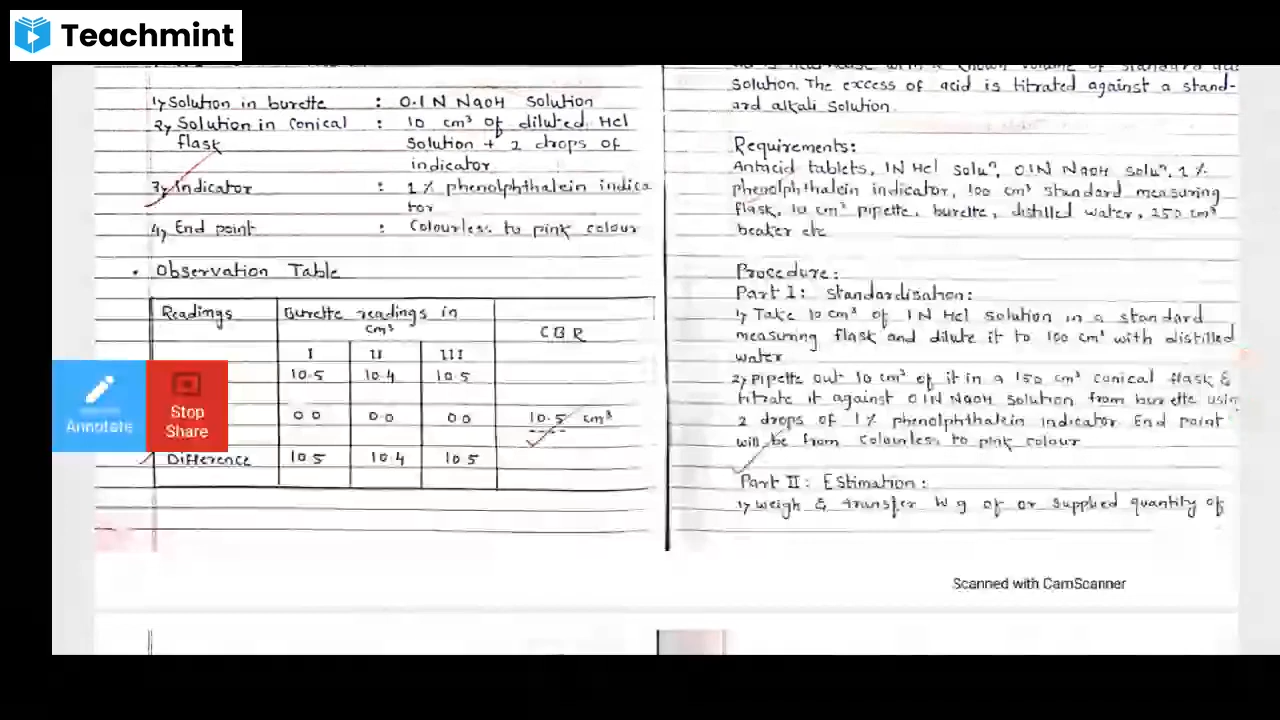 Teachmint
1) Solution in burette : 0.1 N NaOH solution
2) Solution in conical : 10 cm³ of diluted Hcl
flask solution + 2 drops of
indicator
3) Indicator : 1 % phenolphthalein indica
tor
4) End point : Colourless to pink colour
• Observation Table
Readings Burette readings in
cm³
CBR
I II III
10.5 10.4 10.5
0.0 0.0 0.0 10.5 cm³
Difference 10.5 10.4 10.5
Annotate
Stop
Share
known volume of standard
solution. The excess of acid is titrated against a stand-
ard alkali solution.
Requirements:
Antacid tablets, 1N Hcl soluⁿ, 0.1N NaOH soluⁿ, 1 %
phenolphthalein indicator, 100 cm³ standard measuring
flask, 10 cm³ pipette, burette, distilled water, 250 cm³
beaker etc
Procedure:
Part I: Standardisation:
1) Take 10 cm³ of 1N Hcl solution in a standard
measuring flask and dilute it to 100 cm³ with distilled
water
2) Pipette out 10 cm³ of it in a 150 cm³ conical flask &
titrate it against 0.1N NaOH solution from burette using
2 drops of 1% phenolphthalein indicator End point
will be from colourless to pink colour
Part II: Estimation:
1) Weigh & transfer W g of or supplied quantity of
Scanned with CamScanner